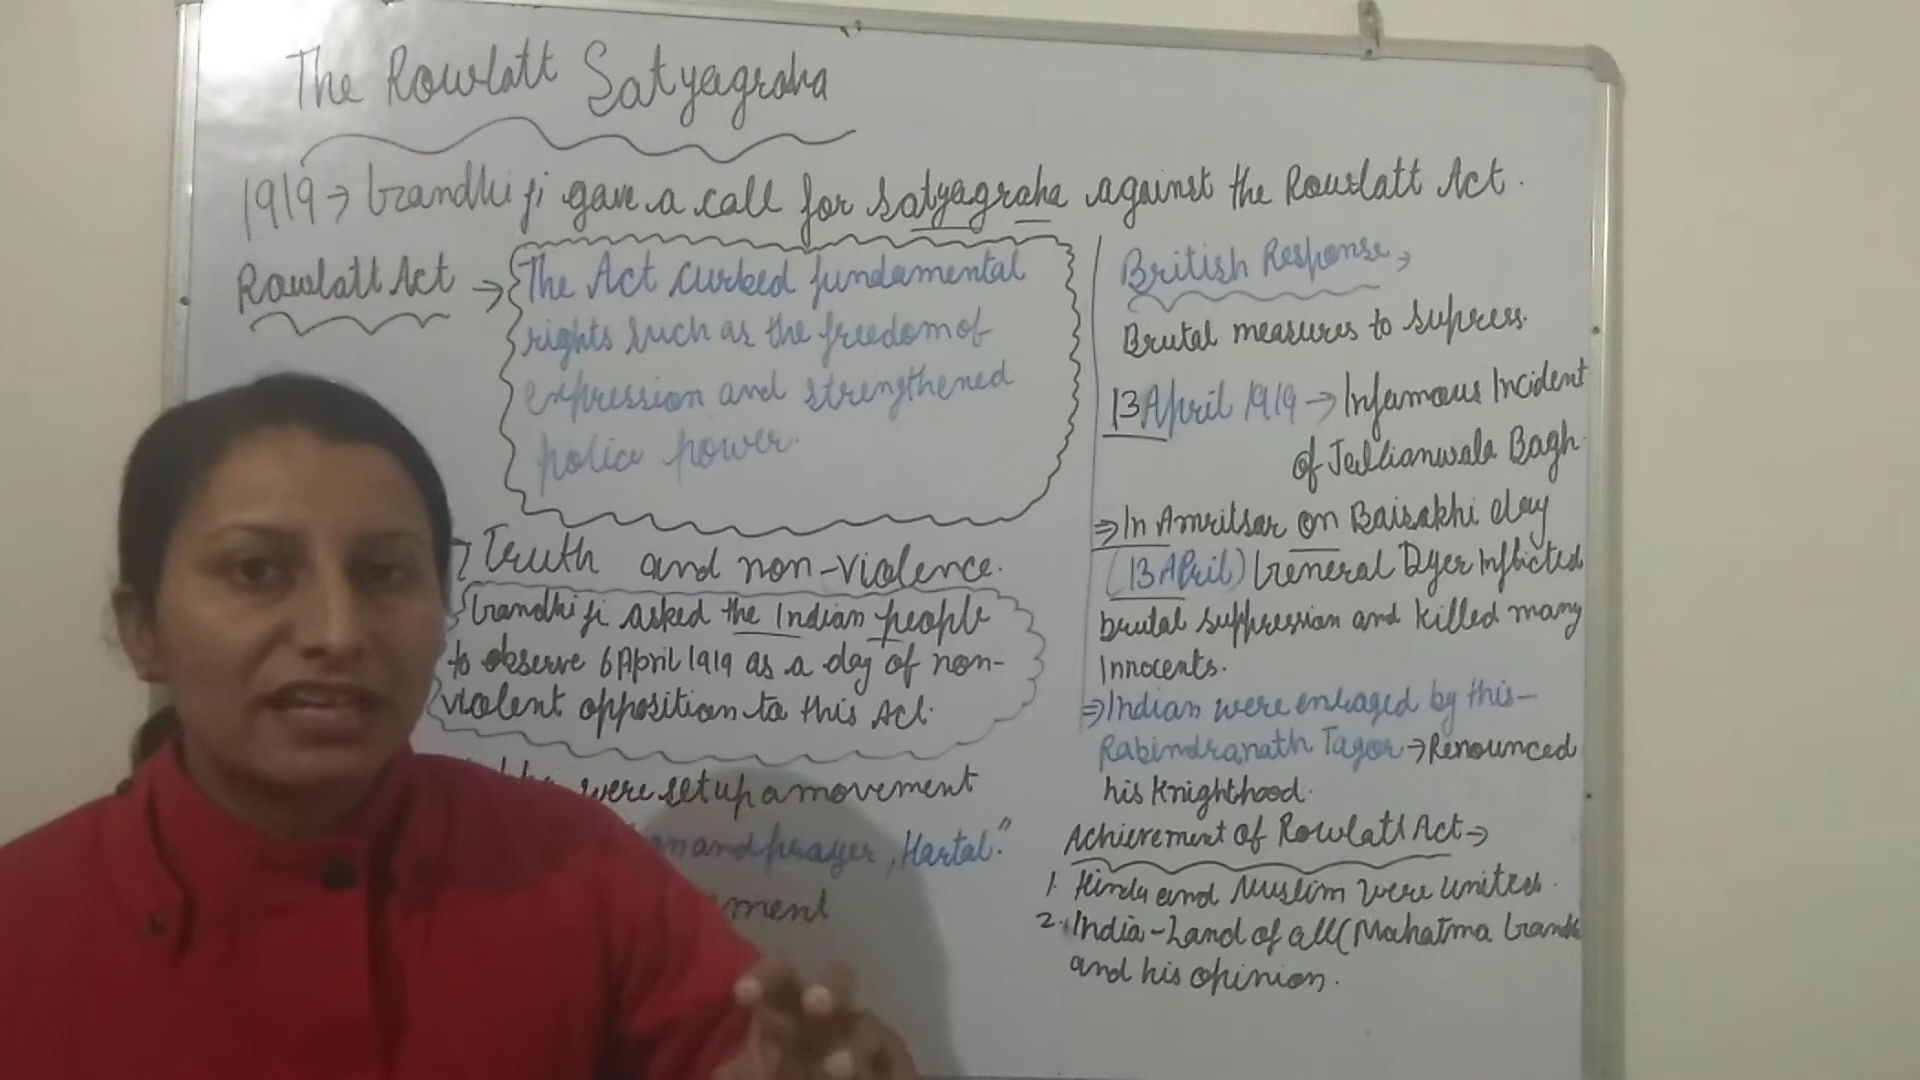 The Rowlatt Satyagraha
1919 → Gandhi ji gave a call for satyagraha against the Rowlatt Act.
Rowlatt Act →
The Act curbed fundamental
rights such as the freedom of
expression and strengthened
police power.
Truth and non-violence.
Gandhi ji asked the Indian people
to observe 6 April 1919 as a day of non-
violent opposition to this Act.
were setup a movement
and prayer, Hartal."
British Response,
Brutal measures to supress.
13 April 1919 → Infamous Incident
of Jallianwala Bagh.
⇒ In Amritsar on Baisakhi day
(13 April) General Dyer Inflicted
brutal suppression and killed many
Innocents.
⇒ Indian were enraged by this-
Rabindranath Tagor → Renounced
his Knighthood.
Achievement of Rowlatt Act →
1. Hindu and Muslim were united.
2. India - Land of all (Mahatma Gandhi
and his opinion.